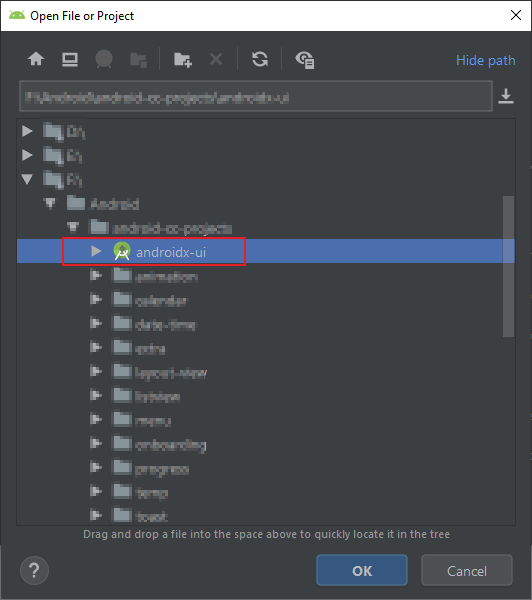 Open File or Project
Hide path
F:\Android\android-cc-projects\androidx-ui
D:\
E:\
F:\
Android
android-cc-projects
androidx-ui
animation
calender
date-time
extra
layout-view
listview
menu
onboarding
progress
temp
toast
Drag and drop a file into the space above to quickly locate it in the tree
?
OK
Cancel